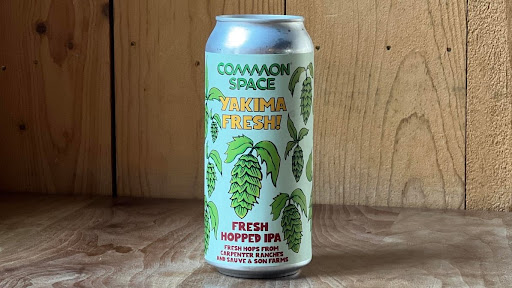 COMMON
SPACE
YAKIMA
FRESH!
FRESH
HOPPED IPA
FRESH HOPS FROM
CARPENTER RANCHES
AND SAUVE & SON FARMS